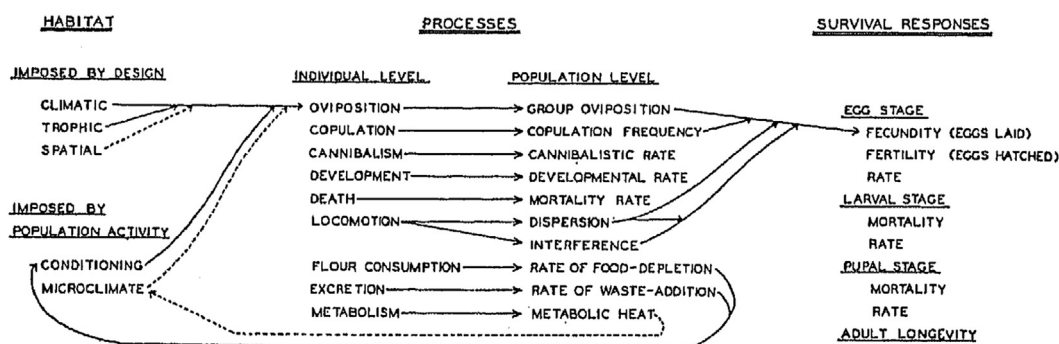 HABITAT
PROCESSES
SURVIVAL RESPONSES
IMPOSED BY DESIGN
CLIMATIC
TROPHIC
SPATIAL
IMPOSED BY
POPULATION ACTIVITY
CONDITIONING
MICROCLIMATE
INDIVIDUAL LEVEL
OVIPOSITION
COPULATION
CANNIBALISM
DEVELOPMENT
DEATH
LOCOMOTION
FLOUR CONSUMPTION
EXCRETION
METABOLISM
POPULATION LEVEL
GROUP OVIPOSITION
COPULATION FREQUENCY
CANNIBALISTIC RATE
DEVELOPMENTAL RATE
MORTALITY RATE
DISPERSION
INTERFERENCE
RATE OF FOOD-DEPLETION
RATE OF WASTE-ADDITION
METABOLIC HEAT
EGG STAGE
FECUNDITY (EGGS LAID)
FERTILITY (EGGS HATCHED)
RATE
LARVAL STAGE
MORTALITY
RATE
PUPAL STAGE
MORTALITY
RATE
ADULT LONGEVITY